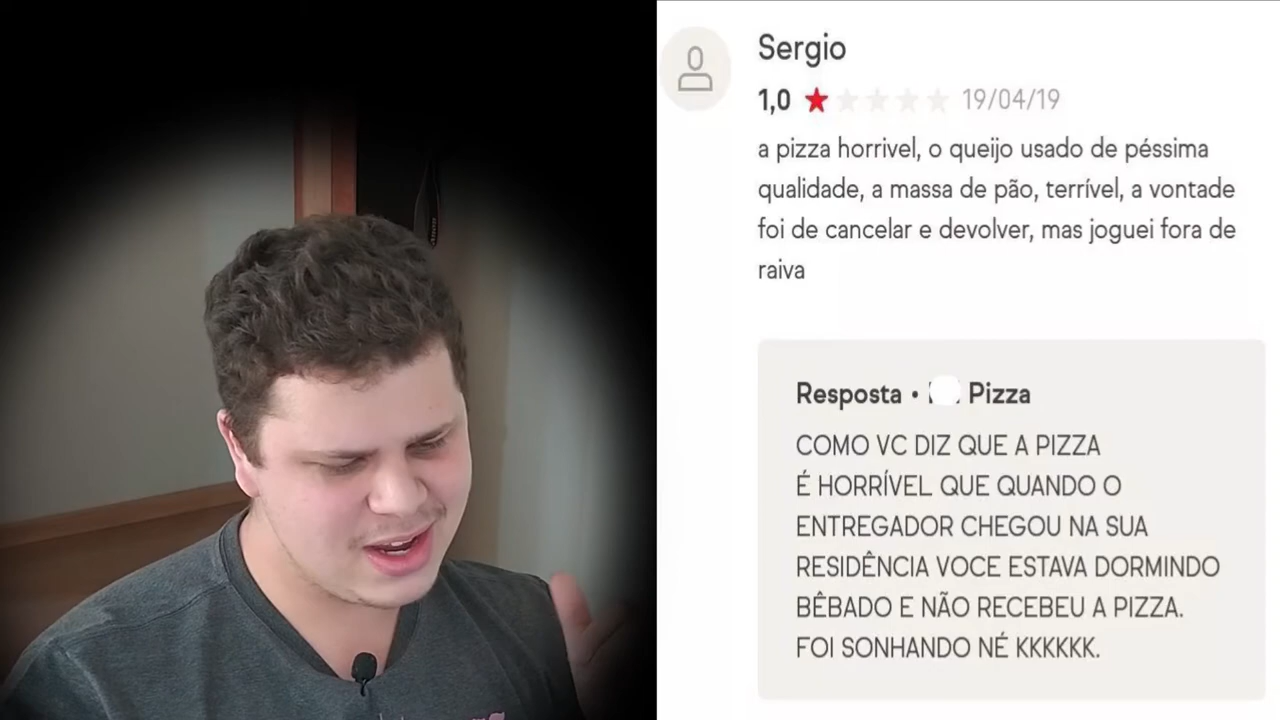 Sergio
1,0 19/04/19
a pizza horrivel, o queijo usado de péssima
qualidade, a massa de pão, terrível, a vontade
foi de cancelar e devolver, mas joguei fora de
raiva
Resposta • Pizza
COMO VC DIZ QUE A PIZZA
É HORRÍVEL QUE QUANDO O
ENTREGADOR CHEGOU NA SUA
RESIDÊNCIA VOCE ESTAVA DORMINDO
BÊBADO E NÃO RECEBEU A PIZZA.
FOI SONHANDO NÉ KKKKKK.